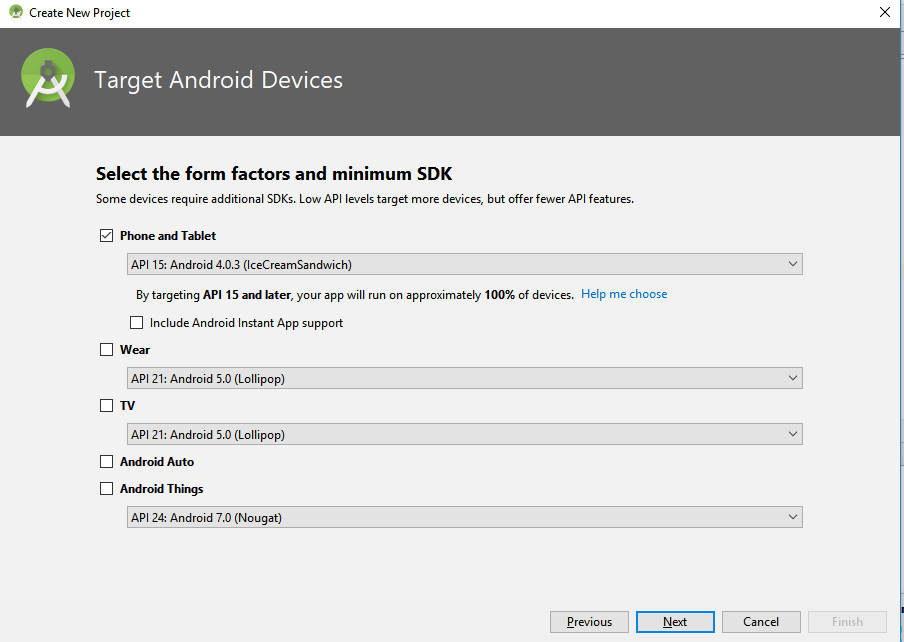 Create New Project
Target Android Devices
Select the form factors and minimum SDK
Some devices require additional SDKs. Low API levels target more devices, but offer fewer API features.
Phone and Tablet
API 15: Android 4.0.3 (IceCreamSandwich)
By targeting API 15 and later, your app will run on approximately 100% of devices. Help me choose
Include Android Instant App support
Wear
API 21: Android 5.0 (Lollipop)
TV
API 21: Android 5.0 (Lollipop)
Android Auto
Android Things
API 24: Android 7.0 (Nougat)
Previous Next Cancel Finish